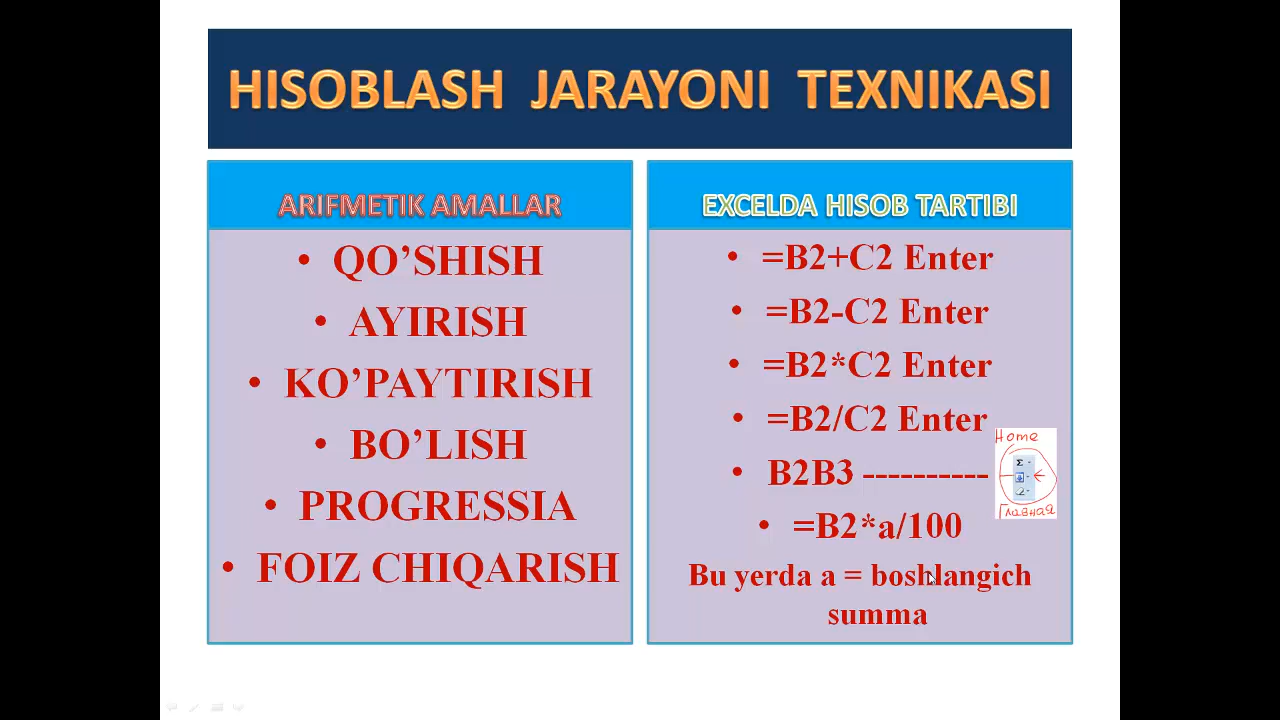 HISOBLASH JARAYONI TEXNIKASI
ARIFMETIK AMALLAR
• QO’SHISH
• AYIRISH
• KO’PAYTIRISH
• BO’LISH
• PROGRESSIA
• FOIZ CHIQARISH
EXCELDA HISOB TARTIBI
• =B2+C2 Enter
• =B2-C2 Enter
• =B2*C2 Enter
• =B2/C2 Enter
• B2B3 ----------
Home
Σ
Главная
• =B2*a/100
Bu yerda a = boshlangich
summa